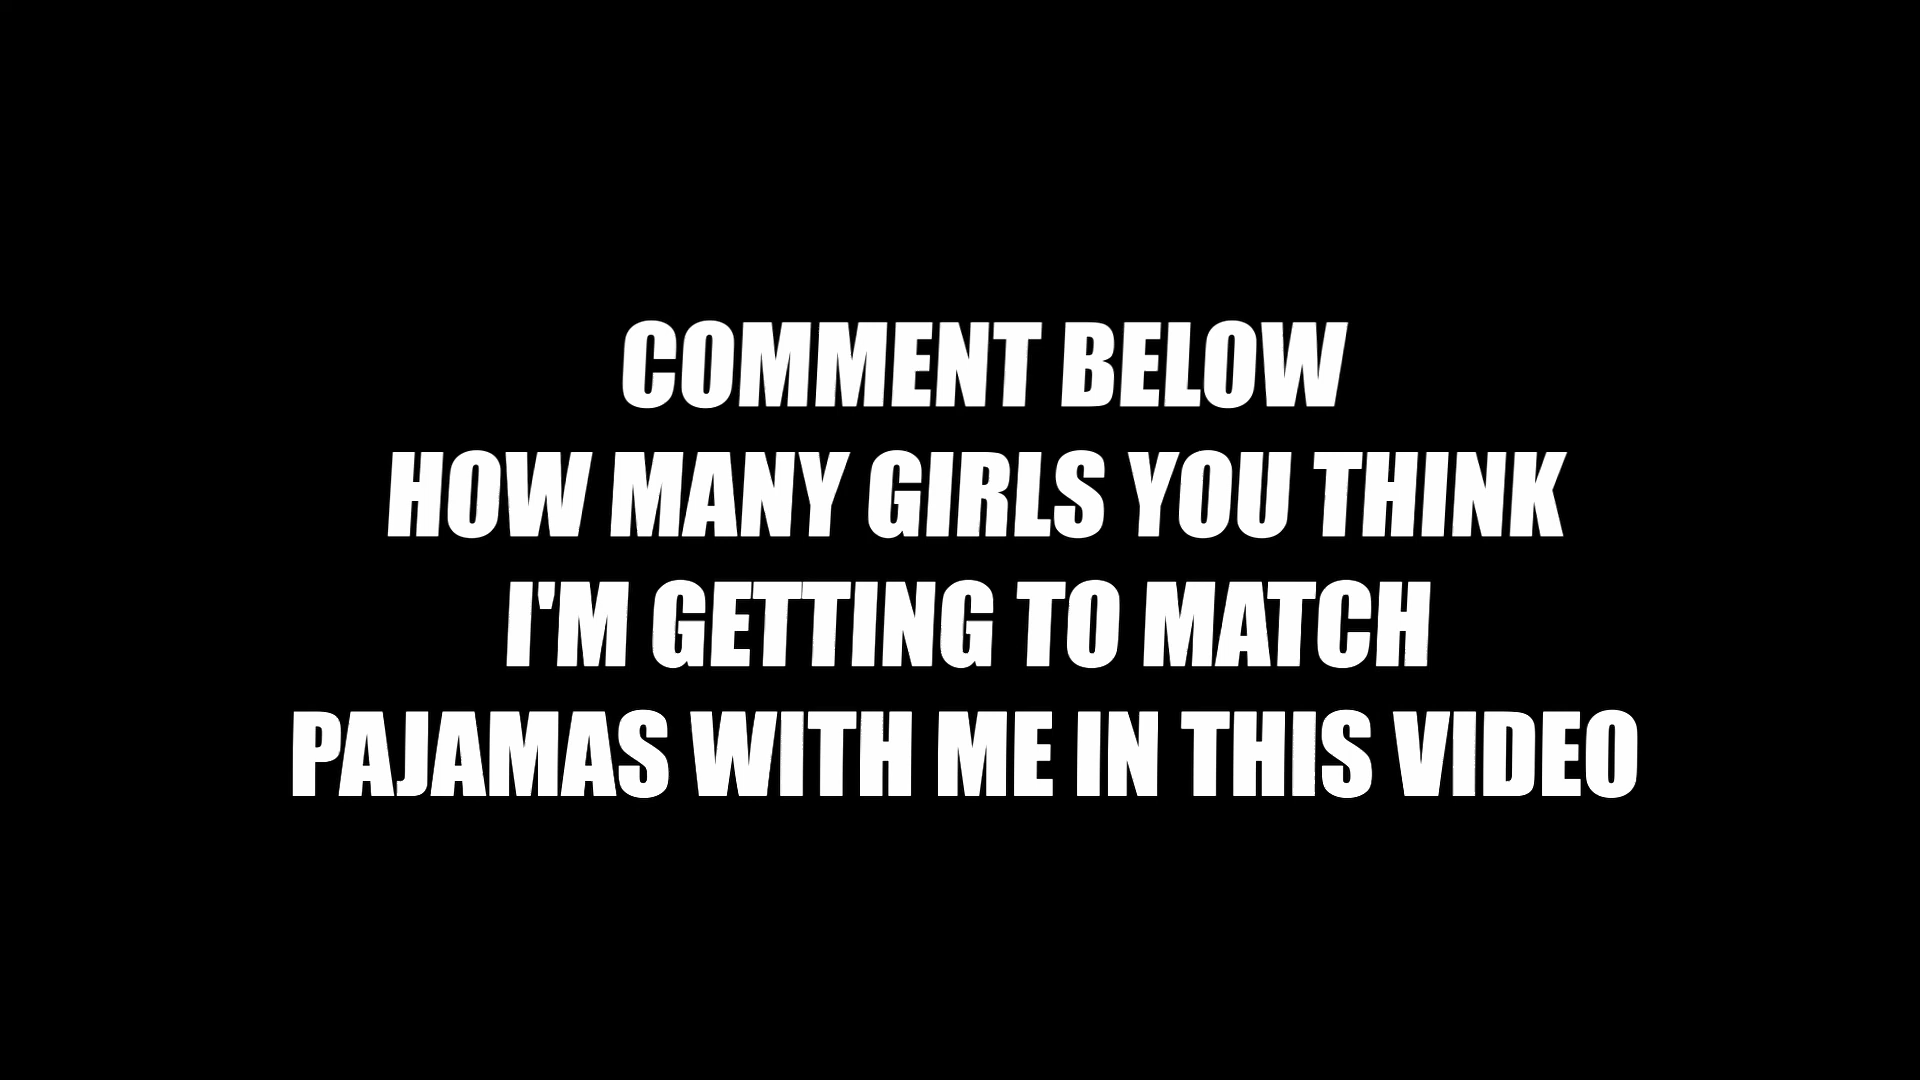 COMMENT BELOW
HOW MANY GIRLS YOU THINK
I'M GETTING TO MATCH
PAJAMAS WITH ME IN THIS VIDEO